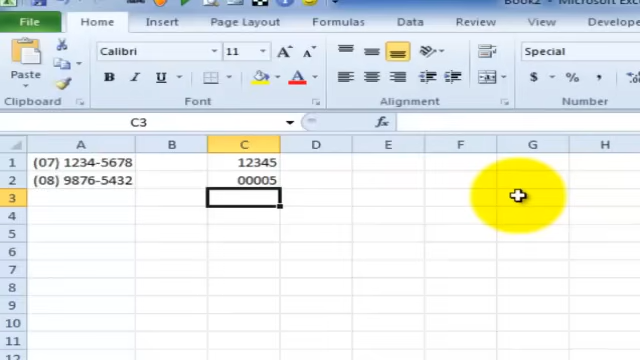 Book2 - Microsoft Exc
File Home Insert Page Layout Formulas Data Review View Develope
Calibri 11 A A Special
Paste B I U A $ % ,
Clipboard Font Alignment Number
C3 fx
A B C D E F G H
1 (07) 1234-5678 12345
2 (08) 9876-5432 00005
3
4
5
6
7
8
9
10
11
12